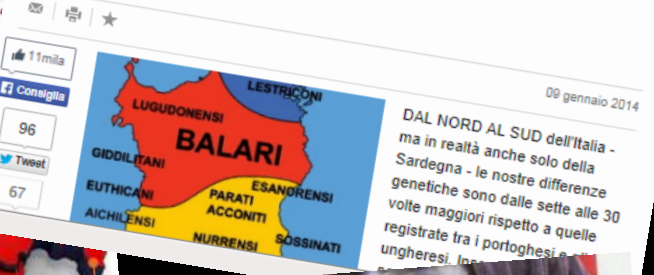 11mila
Consiglia
96
Tweet
67
LESTRICONI
LUGUDONENSI
BALARI
GIDDILITANI
EUTHICANI
PARATI
ACCONITI
ESANORENSI
AICHILENSI
NURRENSI
SOSSINATI
09 gennaio 2014
DAL NORD AL SUD dell'Italia -
ma in realtà anche solo della
Sardegna - le nostre differenze
genetiche sono dalle sette alle 30
volte maggiori rispetto a quelle
registrate tra i portoghesi e
ungheresi.